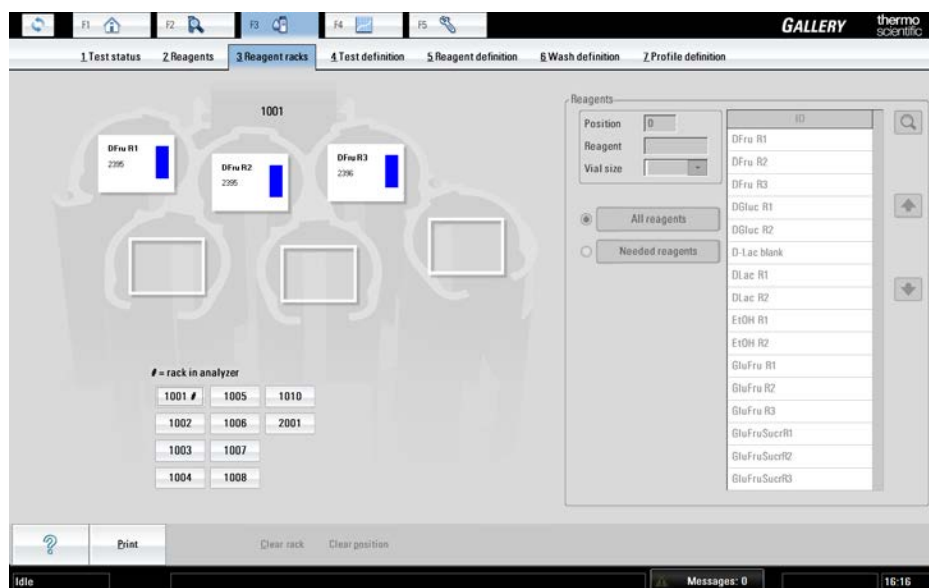 F1 F2 F3 F4 F5 GALLERY thermo scientific
1 Test status 2 Reagents 3 Reagent racks 4 Test definition 5 Reagent definition 6 Wash definition 7 Profile definition
1001
DFru R1
2395
DFru R2
2395
DFru R3
2396
# = rack in analyzer
1001 # 1005 1010
1002 1006 2001
1003 1007
1004 1008
Reagents
Position 0
Reagent
Vial size
All reagents
Needed reagents
ID
DFru R1
DFru R2
DFru R3
DGluc R1
DGluc R2
D-Lac blank
DLac R1
DLac R2
EtOH R1
EtOH R2
GluFru R1
GluFru R2
GluFru R3
GluFruSucrR1
GluFruSucrR2
GluFruSucrR3
? Print Clear rack Clear position
Idle Messages: 0 16:16